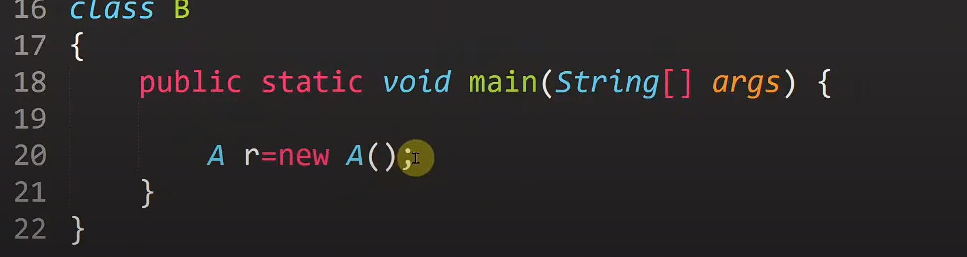 16 class B
17 {
18 public static void main(String[] args) {
19
20 A r=new A();
21 }
22 }